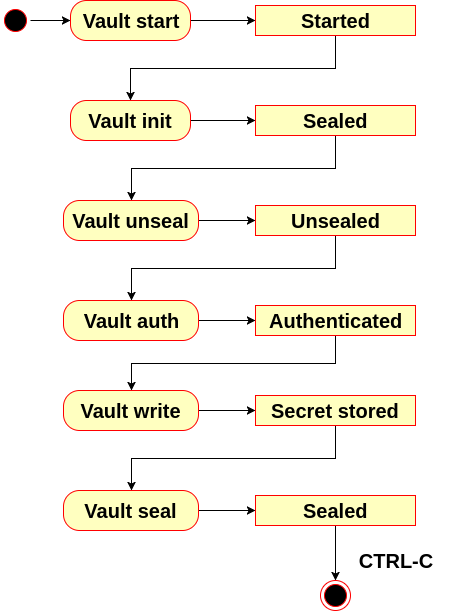 Vault start
Started
Vault init
Sealed
Vault unseal
Unsealed
Vault auth
Authenticated
Vault write
Secret stored
Vault seal
Sealed
CTRL-C